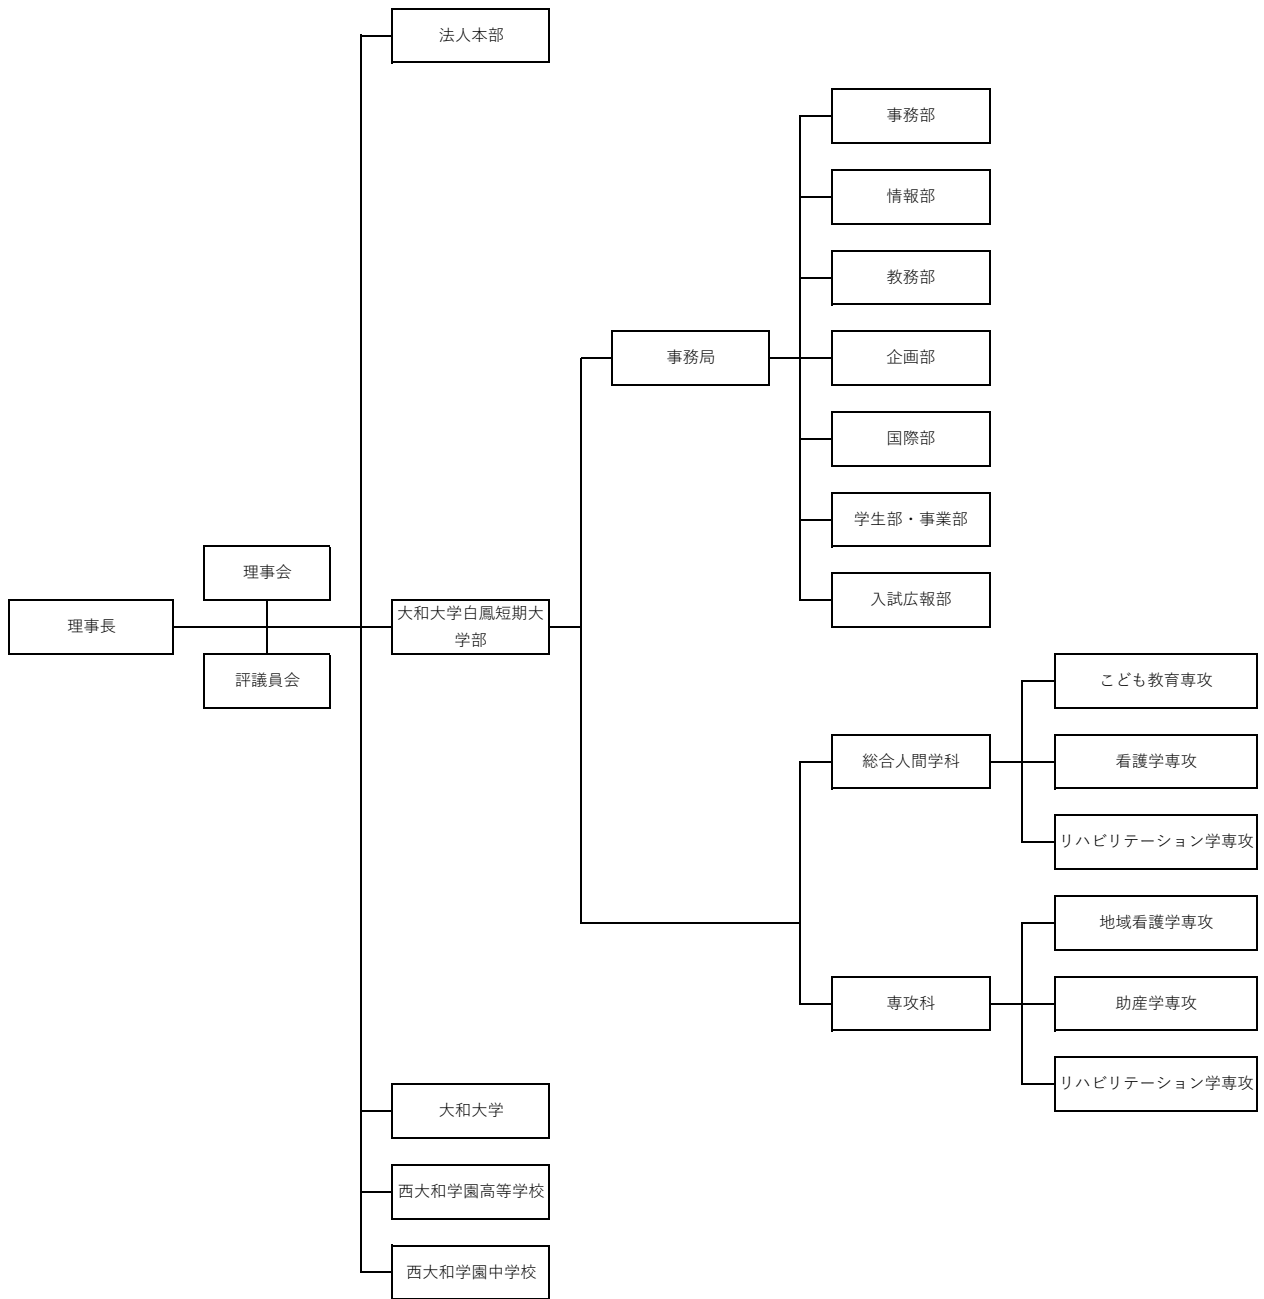 法人本部
事務部
情報部
教務部
事務局
企画部
国際部
学生部・事業部
理事会
入試広報部
理事長
大和大学白鳳短期大
学部
評議員会
こども教育専攻
総合人間学科
看護学専攻
リハビリテーション学専攻
地域看護学専攻
専攻科
助産学専攻
リハビリテーション学専攻
大和大学
西大和学園高等学校
西大和学園中学校